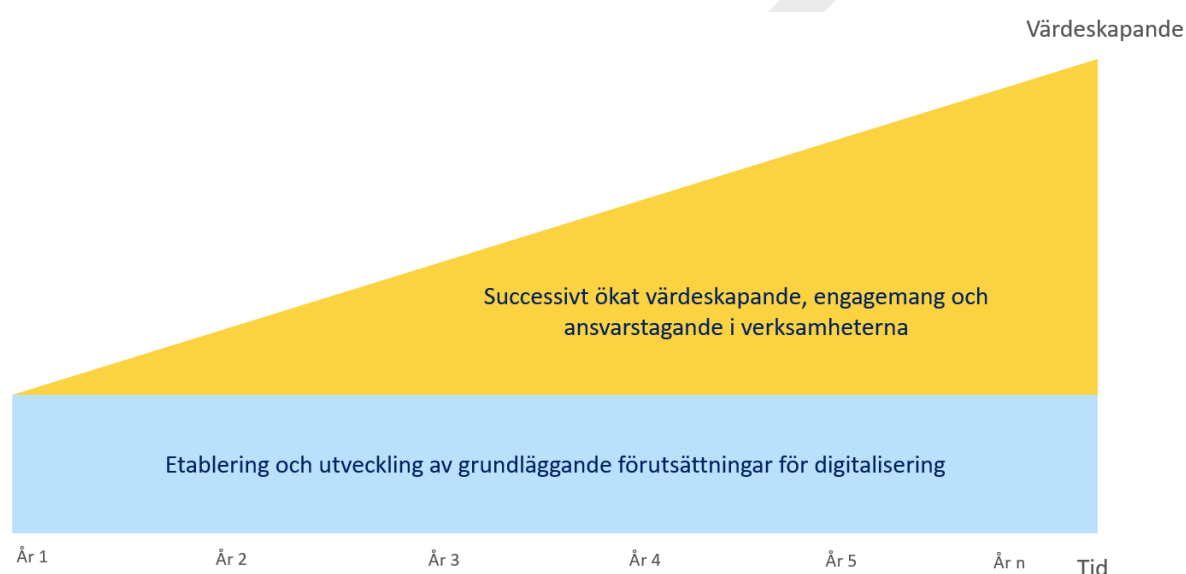 Värdeskapande
Successivt ökat värdeskapande, engagemang och
ansvarstagande i verksamheterna
Etablering och utveckling av grundläggande förutsättningar för digitalisering
År 1
År 2
År 3
År 4
År 5
År n
Tid